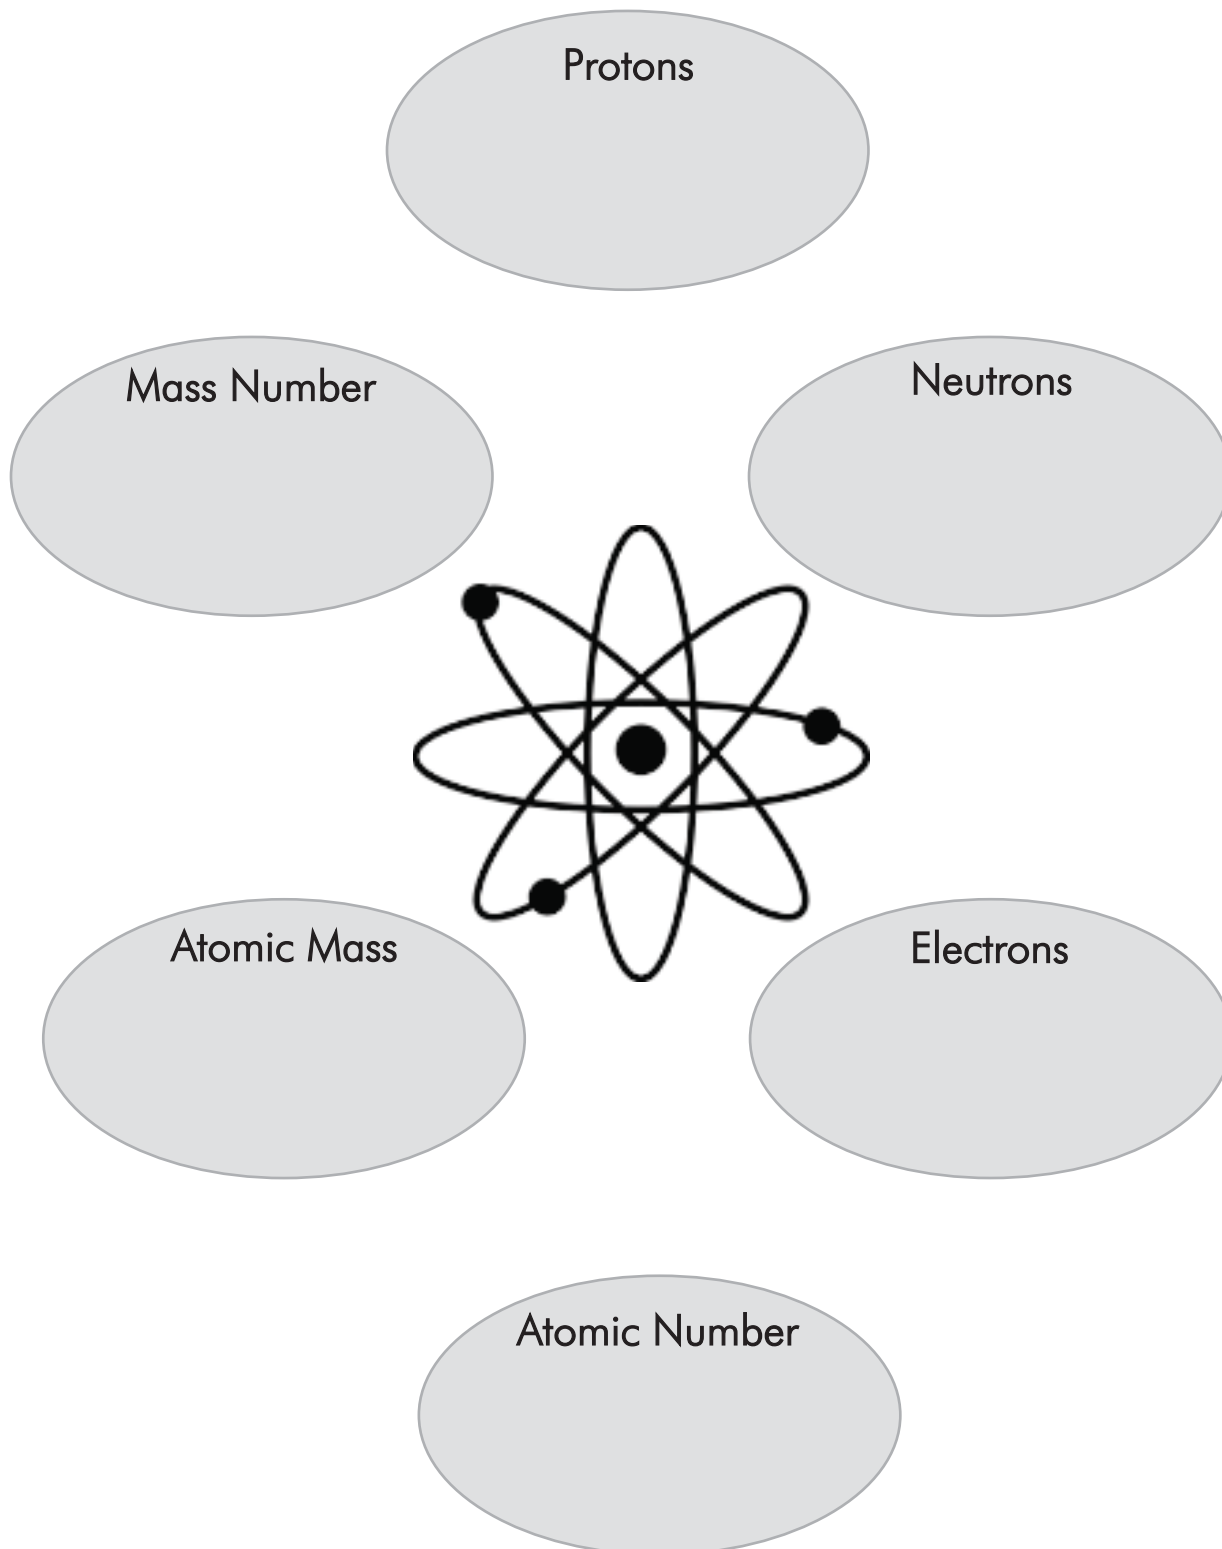 Protons
Mass Number
Neutrons
Atomic Mass
Electrons
Atomic Number